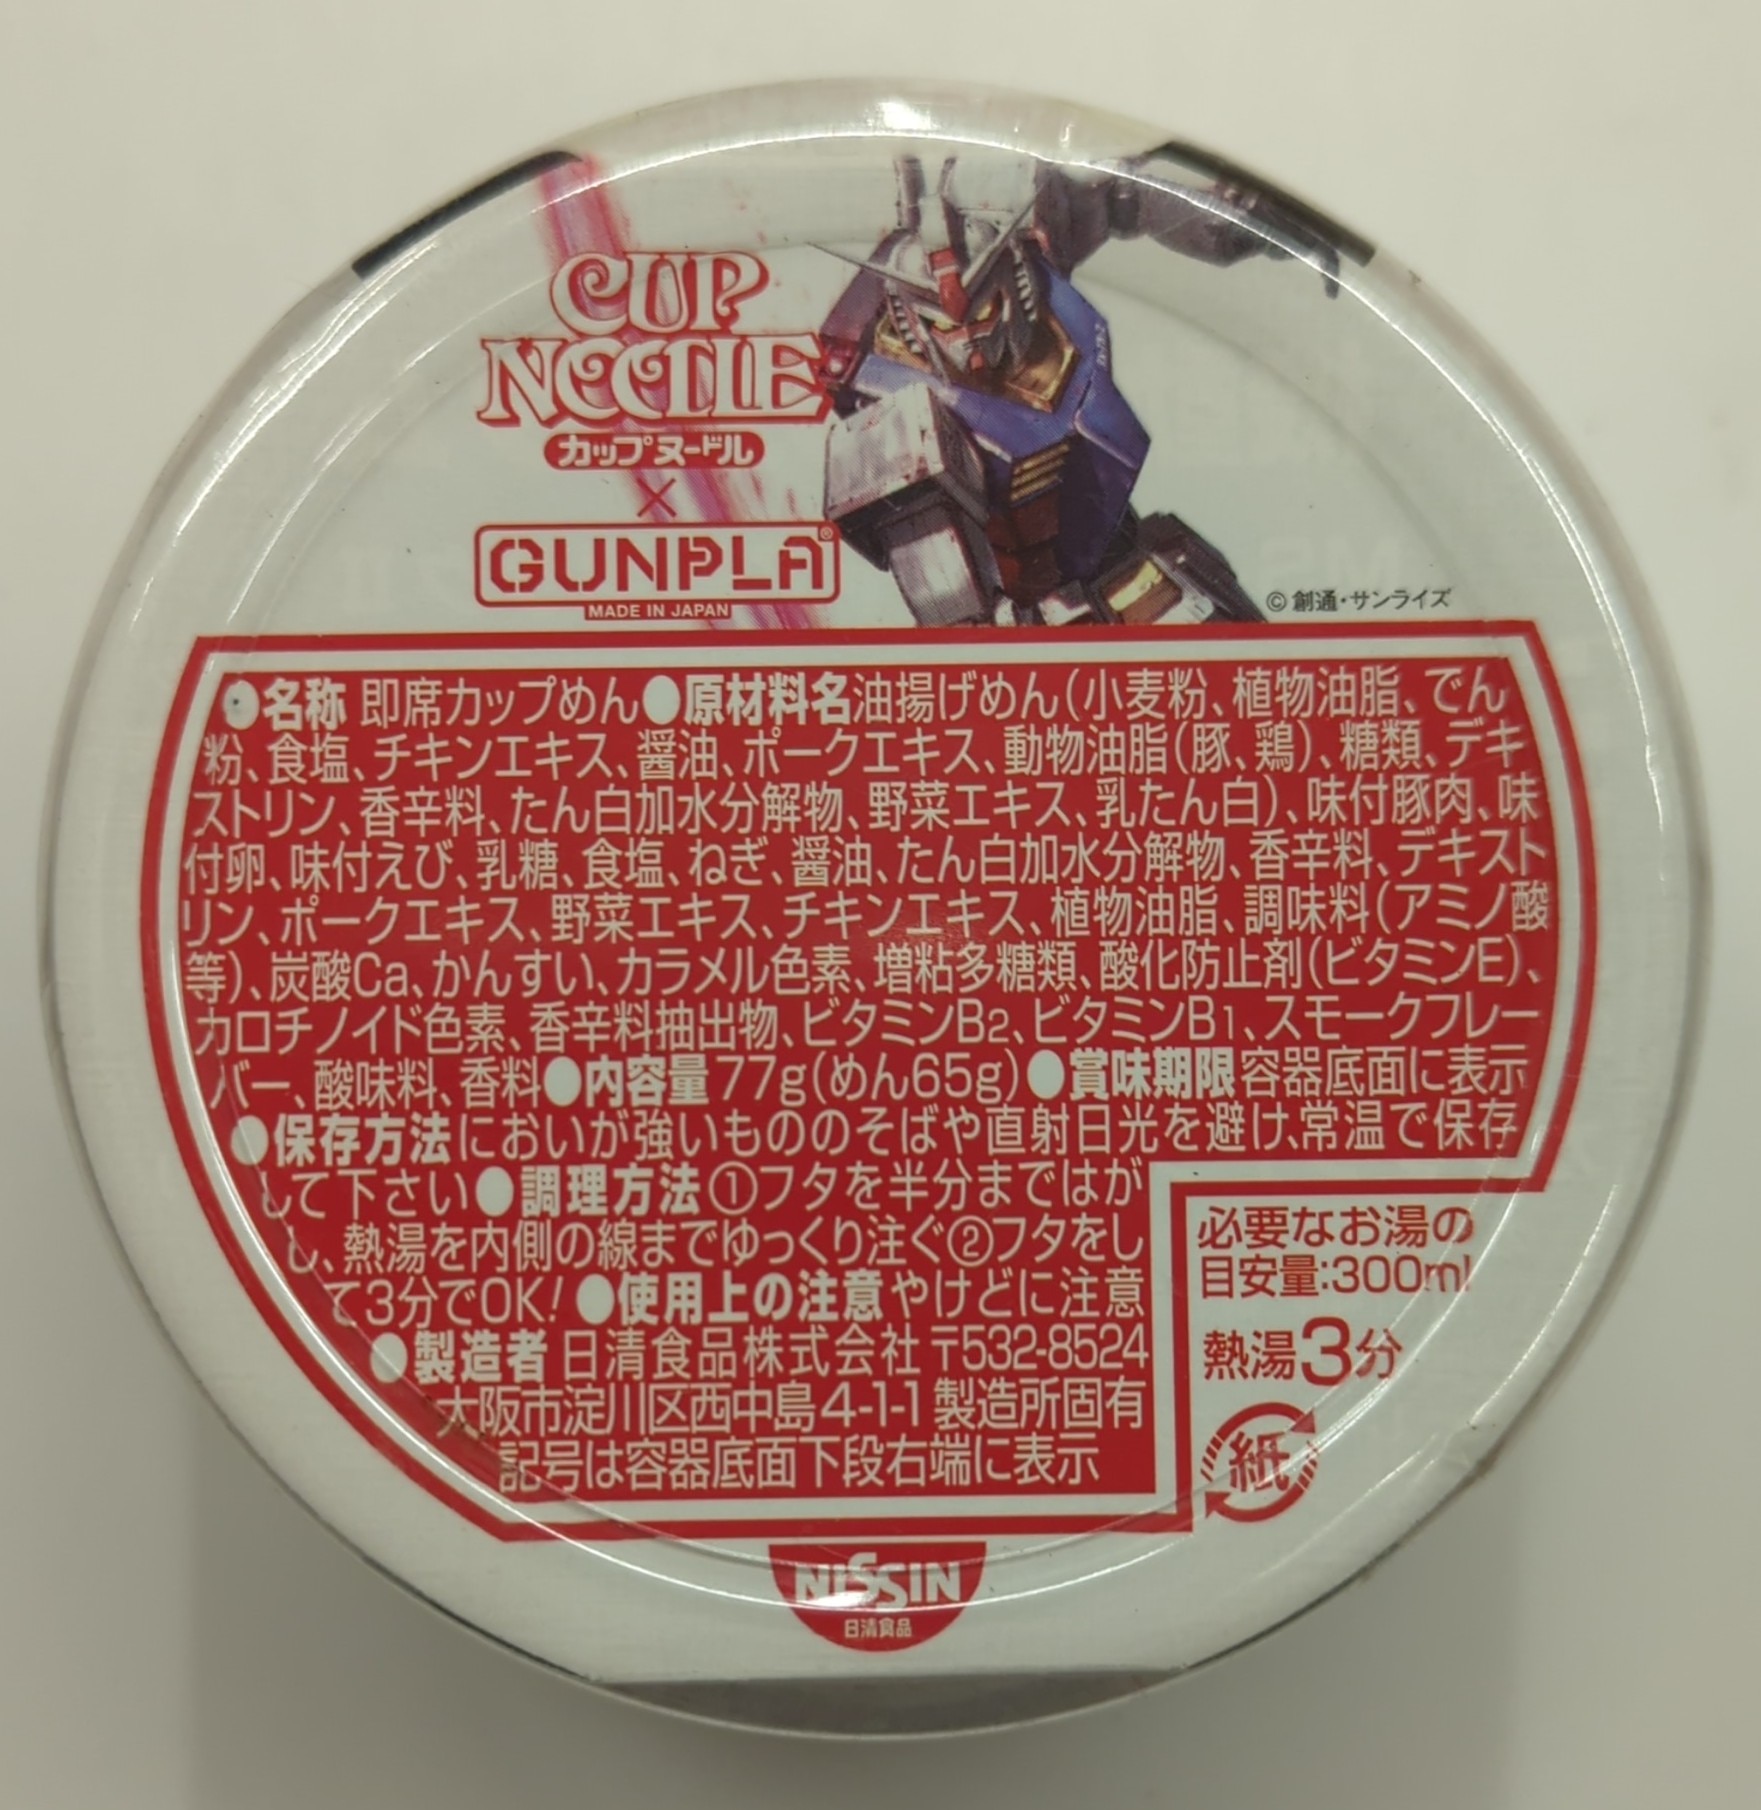 CUP
NOODLE
カップヌードル
×
GUNPLA®
MADE IN JAPAN
RX-78-2
©創通・サンライズ
●名称 即席カップめん●原材料名 油揚げめん(小麦粉、植物油脂、でん
粉、食塩、チキンエキス、醤油、ポークエキス、動物油脂(豚、鶏)、糖類、デキ
ストリン、香辛料、たん白加水分解物、野菜エキス、乳たん白)、味付豚肉、味
付卵、味付えび、乳糖、食塩、ねぎ、醤油、たん白加水分解物、香辛料、デキスト
リン、ポークエキス、野菜エキス、チキンエキス、植物油脂、調味料(アミノ酸
等)、炭酸Ca、かんすい、カラメル色素、増粘多糖類、酸化防止剤(ビタミンE)、
カロチノイド色素、香辛料抽出物、ビタミンB2、ビタミンB1、スモークフレー
バー、酸味料、香料●内容量 77g(めん65g)●賞味期限 容器底面に表示
●保存方法 においが強いもののそばや直射日光を避け、常温で保存
して下さい●調理方法 ①フタを半分まではが
し、熱湯を内側の線までゆっくり注ぐ②フタをし
て3分でOK!●使用上の注意 やけどに注意
●製造者 日清食品株式会社 〒532-8524
大阪市淀川区西中島4-1-1 製造所固有
記号は容器底面下段右端に表示
必要なお湯の
目安量:300ml
熱湯3分
紙
NISSIN
日清食品